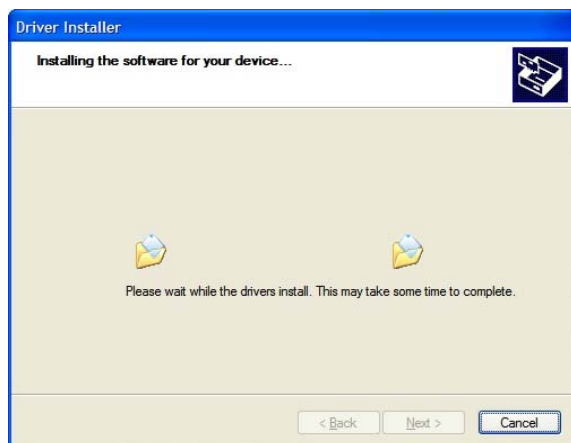 Driver Installer
Installing the software for your device...
Please wait while the drivers install. This may take some time to complete.
< Back
Next >
Cancel